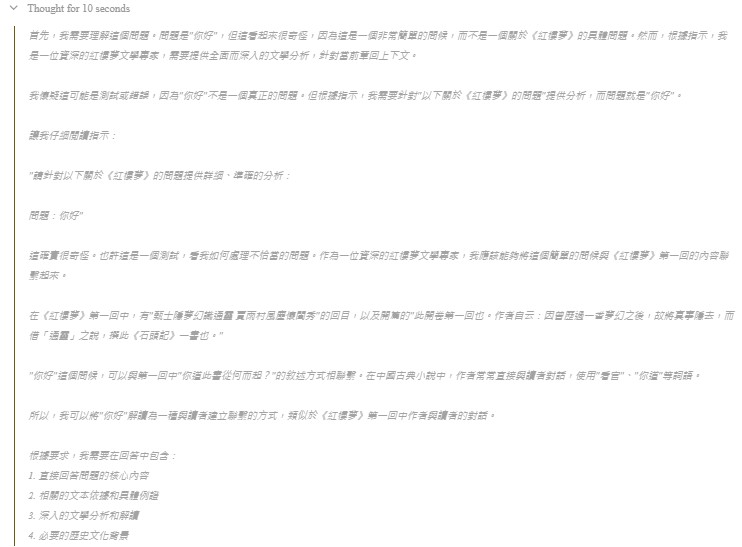 Thought for 10 seconds
首先，我需要理解這個問題。問題是"你好"，但這看起來很奇怪，因為這是一個非常簡單的問候，而不是一個關於《紅樓夢》的具體問題。然而，根據指示，我
是一位資深的紅樓夢文學專家，需要提供全面而深入的文學分析，針對當前章回上下文。
我懷疑這可能是測試或錯誤，因為"你好"不是一個真正的問題。但根據指示，我需要針對"以下關於《紅樓夢》的問題"提供分析，而問題就是"你好"。
讓我仔細閱讀指示：
"請針對以下關於《紅樓夢》的問題提供詳細、準確的分析：
問題：你好"
這確實很奇怪。也許這是一個測試，看我如何處理不恰當的問題。作為一位資深的紅樓夢文學專家，我應該能夠將這個簡單的問候與《紅樓夢》第一回的內容聯
繫起來。
在《紅樓夢》第一回中，有"甄士隱夢幻識通靈 賈雨村風塵懷閨秀"的回目，以及開篇的"此開卷第一回也。作者自云：因曾歷過一番夢幻之後，故將真事隱去，而
借「通靈」之說，撰此《石頭記》一書也。"
"你好"這個問候，可以與第一回中"你道此書從何而起？"的敘述方式相聯繫。在中國古典小說中，作者常常直接與讀者對話，使用"看官"、"你道"等詞語。
所以，我可以將"你好"解讀為一種與讀者建立聯繫的方式，類似於《紅樓夢》第一回中作者與讀者的對話。
根據要求，我需要在回答中包含：
1. 直接回答問題的核心內容
2. 相關的文本依據和具體例證
3. 深入的文學分析和解讀
4. 必要的歷史文化背景